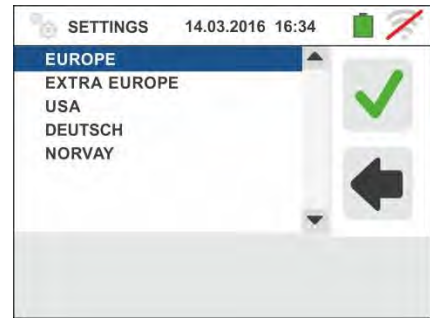 SETTINGS 14.03.2016 16:34
EUROPE
EXTRA EUROPE
USA
DEUTSCH
NORVAY